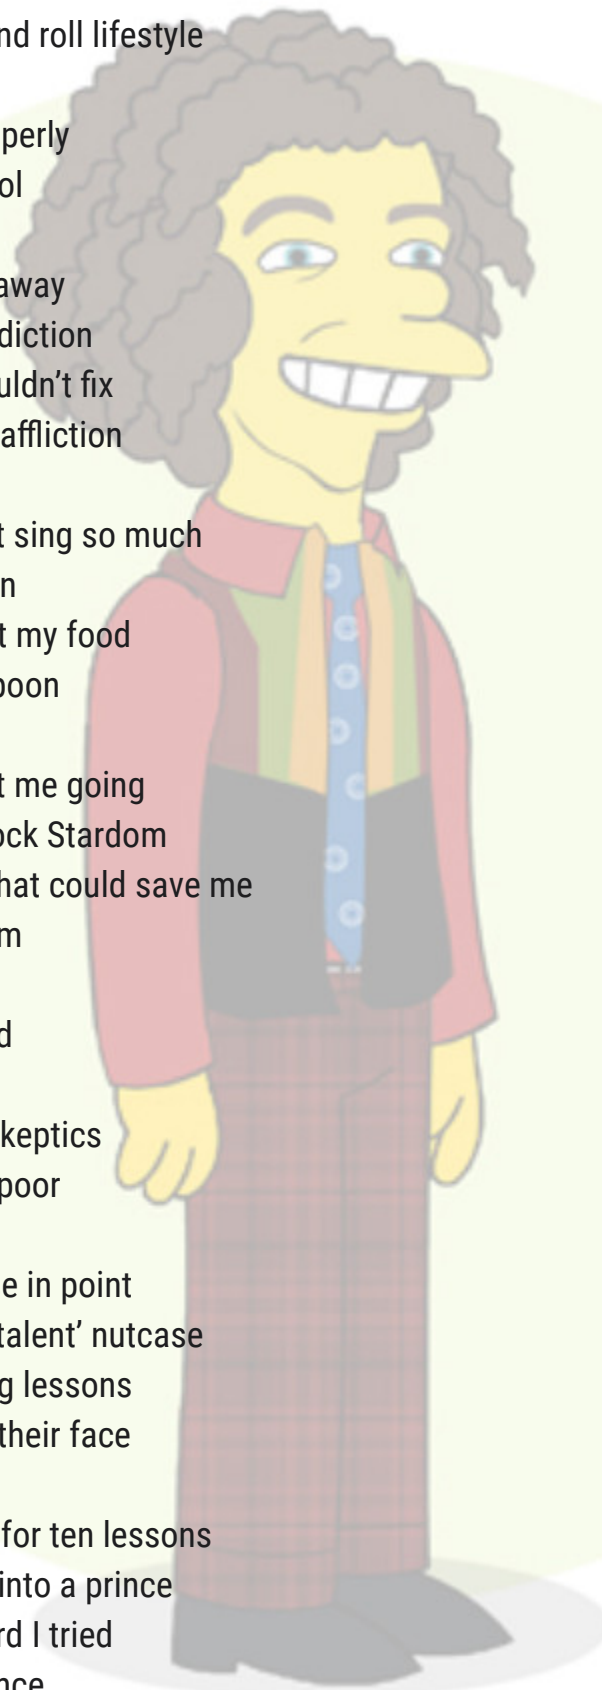 nd roll lifestyle
perly
ol
away
diction
uldn’t fix
affliction
t sing so much
n
t my food
poon
t me going
ock Stardom
hat could save me
m
d
keptics
poor
e in point
talent’ nutcase
g lessons
their face
for ten lessons
into a prince
rd I tried
nce